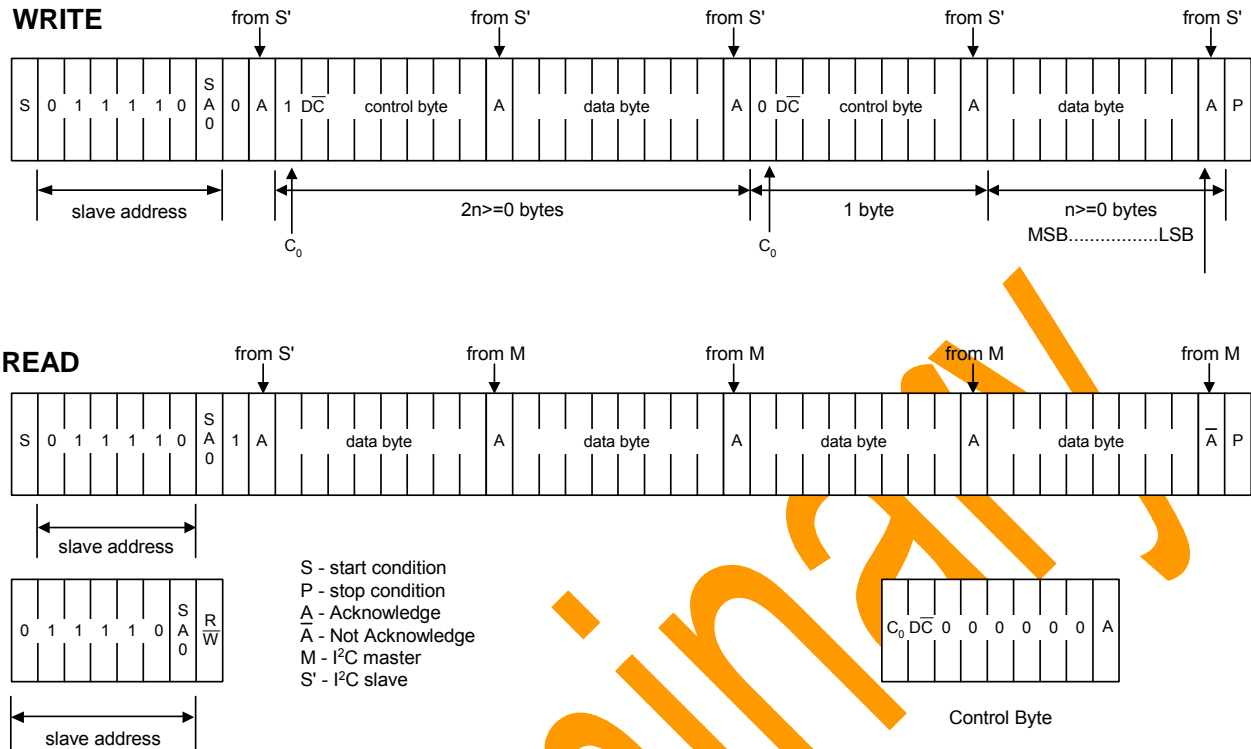 WRITE
from S' from S' from S' from S' from S'
S 0 1 1 1 1 0 SA0 0 A 1 DC̅ control byte A data byte A 0 DC̅ control byte A data byte A P
slave address 2n>=0 bytes 1 byte n>=0 bytes
MSB.................LSB
C₀ C₀
READ
from S' from M from M from M from M
S 0 1 1 1 1 0 SA0 1 A data byte A data byte A data byte A data byte A̅ P
slave address
S - start condition
P - stop condition
A - Acknowledge
A̅ - Not Acknowledge
M - I²C master
S' - I²C slave
0 1 1 1 1 0 SA0 R/W̅
slave address
C₀ DC̅ 0 0 0 0 0 0 A
Control Byte